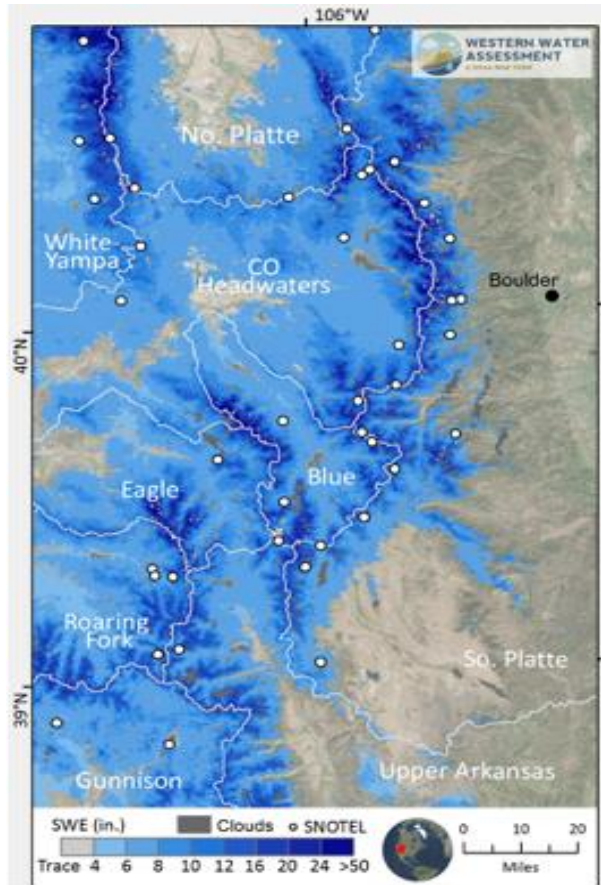 106°W
WESTERN WATER
ASSESSMENT
No. Platte
White-
Yampa
CO
Headwaters
Boulder
40°N
Blue
Eagle
Roaring
Fork
So. Platte
39°N
Gunnison
Upper Arkansas
SWE (in.) Clouds SNOTEL
Trace 4 6 8 10 12 16 20 24 >50
0 10 20
Miles